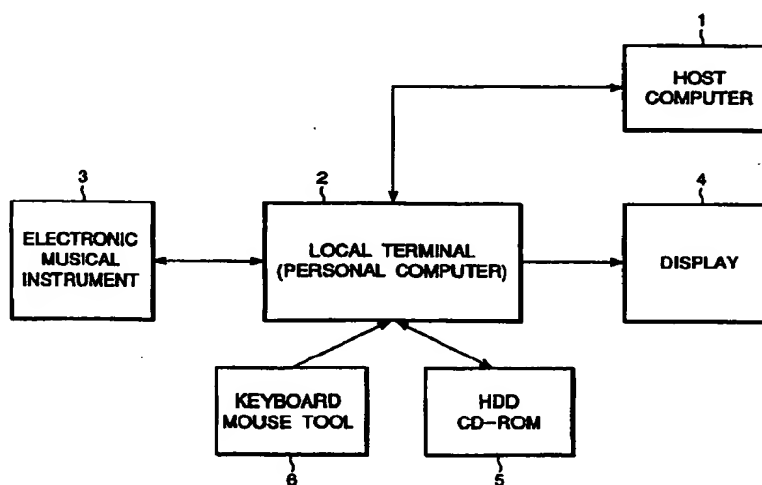 1
HOST
COMPUTER
3
ELECTRONIC
MUSICAL
INSTRUMENT
2
LOCAL TERMINAL
(PERSONAL COMPUTER)
4
DISPLAY
KEYBOARD
MOUSE TOOL
6
HDD
CD-ROM
5